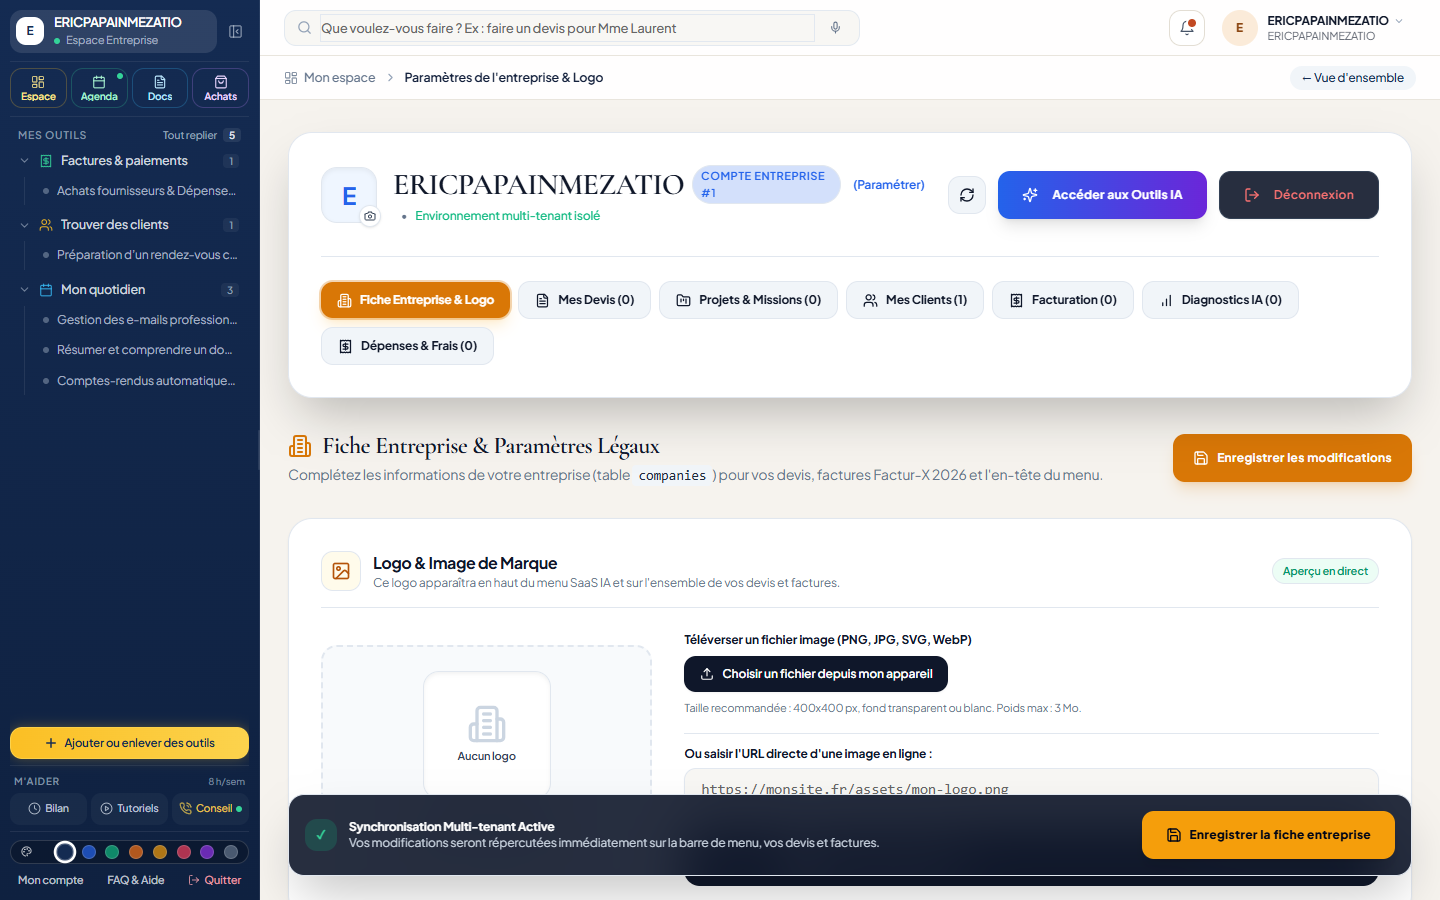 E
ERICPAPAINMEZATIO
Espace Entreprise
Espace
Agenda
Docs
Achats
MES OUTILS
Tout replier
5
Factures & paiements
1
Achats fournisseurs & Dépense...
Trouver des clients
1
Préparation d'un rendez-vous c...
Mon quotidien
3
Gestion des e-mails profession...
Résumer et comprendre un do...
Comptes-rendus automatique...
Ajouter ou enlever des outils
M'AIDER
8 h/sem
Bilan
Tutoriels
Conseil
Mon compte
FAQ & Aide
Quitter
Que voulez-vous faire ? Ex : faire un devis pour Mme Laurent
E
ERICPAPAINMEZATIO
ERICPAPAINMEZATIO
Mon espace
Paramètres de l'entreprise & Logo
← Vue d'ensemble
E
ERICPAPAINMEZATIO
COMPTE ENTREPRISE
#1
(Paramétrer)
Environnement multi-tenant isolé
Accéder aux Outils IA
Déconnexion
Fiche Entreprise & Logo
Mes Devis (0)
Projets & Missions (0)
Mes Clients (1)
Facturation (0)
Diagnostics IA (0)
Dépenses & Frais (0)
Fiche Entreprise & Paramètres Légaux
Complétez les informations de votre entreprise (table companies ) pour vos devis, factures Factur-X 2026 et l'en-tête du menu.
Enregistrer les modifications
Logo & Image de Marque
Ce logo apparaîtra en haut du menu SaaS IA et sur l'ensemble de vos devis et factures.
Aperçu en direct
Aucun logo
Téléverser un fichier image (PNG, JPG, SVG, WebP)
Choisir un fichier depuis mon appareil
Taille recommandée : 400x400 px, fond transparent ou blanc. Poids max : 3 Mo.
Ou saisir l'URL directe d'une image en ligne :
https://monsite.fr/assets/mon-logo.png
Synchronisation Multi-tenant Active
Vos modifications seront répercutées immédiatement sur la barre de menu, vos devis et factures.
Enregistrer la fiche entreprise